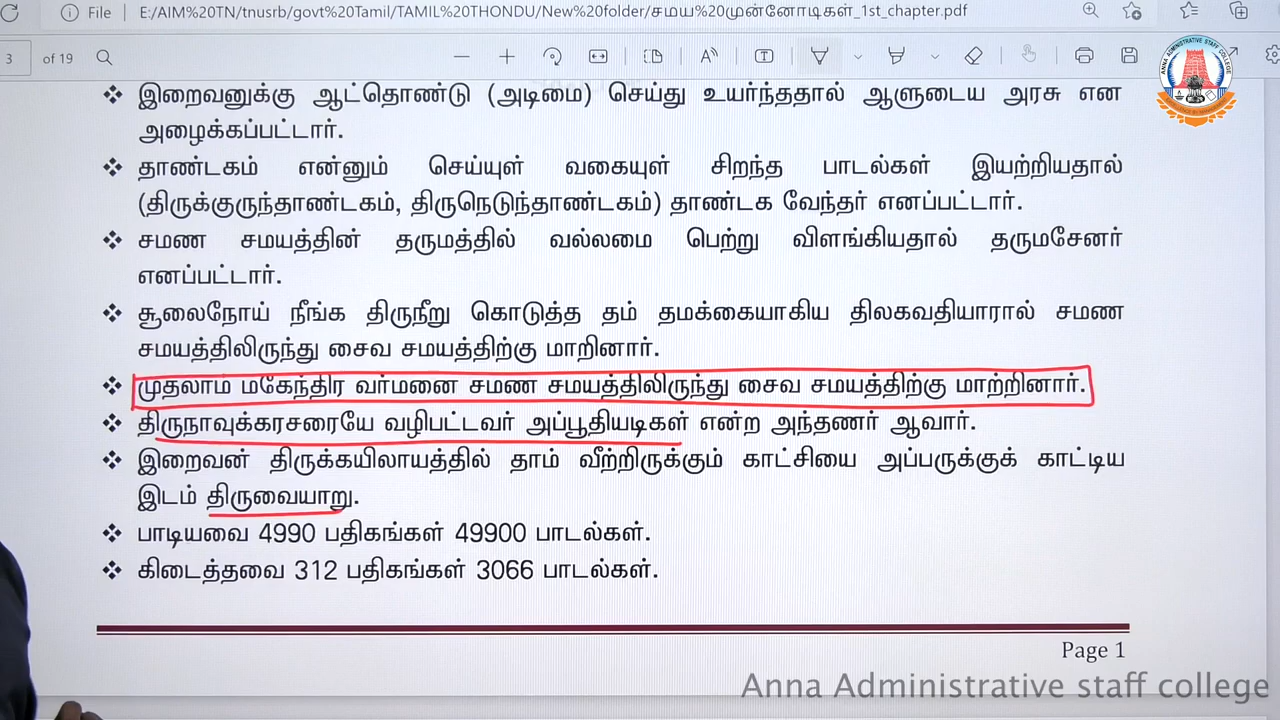 File E:/AIM%20TN/tnusrb/govt%20Tamil/TAMIL%20THONDU/New%20folder/சமய%20முன்னோடிகள்_1st_chapter.pdf
3 of 19
ANNA ADMINISTRATIVE STAFF COLLEGE
❖ இறைவனுக்கு ஆட்தொண்டு (அடிமை) செய்து உயர்ந்ததால் ஆளுடைய அரசு என
அழைக்கப்பட்டார்.
❖ தாண்டகம் என்னும் செய்யுள் வகையுள் சிறந்த பாடல்கள் இயற்றியதால்
(திருக்குருந்தாண்டகம், திருநெடுந்தாண்டகம்) தாண்டக வேந்தர் எனப்பட்டார்.
❖ சமண சமயத்தின் தருமத்தில் வல்லமை பெற்று விளங்கியதால் தருமசேனர்
எனப்பட்டார்.
❖ சூலைநோய் நீங்க திருநீறு கொடுத்த தம் தமக்கையாகிய திலகவதியாரால் சமண
சமயத்திலிருந்து சைவ சமயத்திற்கு மாறினார்.
❖ முதலாம் மகேந்திர வர்மனை சமண சமயத்திலிருந்து சைவ சமயத்திற்கு மாற்றினார்.
❖ திருநாவுக்கரசரையே வழிபட்டவர் அப்பூதியடிகள் என்ற அந்தணர் ஆவார்.
❖ இறைவன் திருக்கயிலாயத்தில் தாம் வீற்றிருக்கும் காட்சியை அப்பருக்குக் காட்டிய
இடம் திருவையாறு.
❖ பாடியவை 4990 பதிகங்கள் 49900 பாடல்கள்.
❖ கிடைத்தவை 312 பதிகங்கள் 3066 பாடல்கள்.
Page 1
Anna Administrative staff college